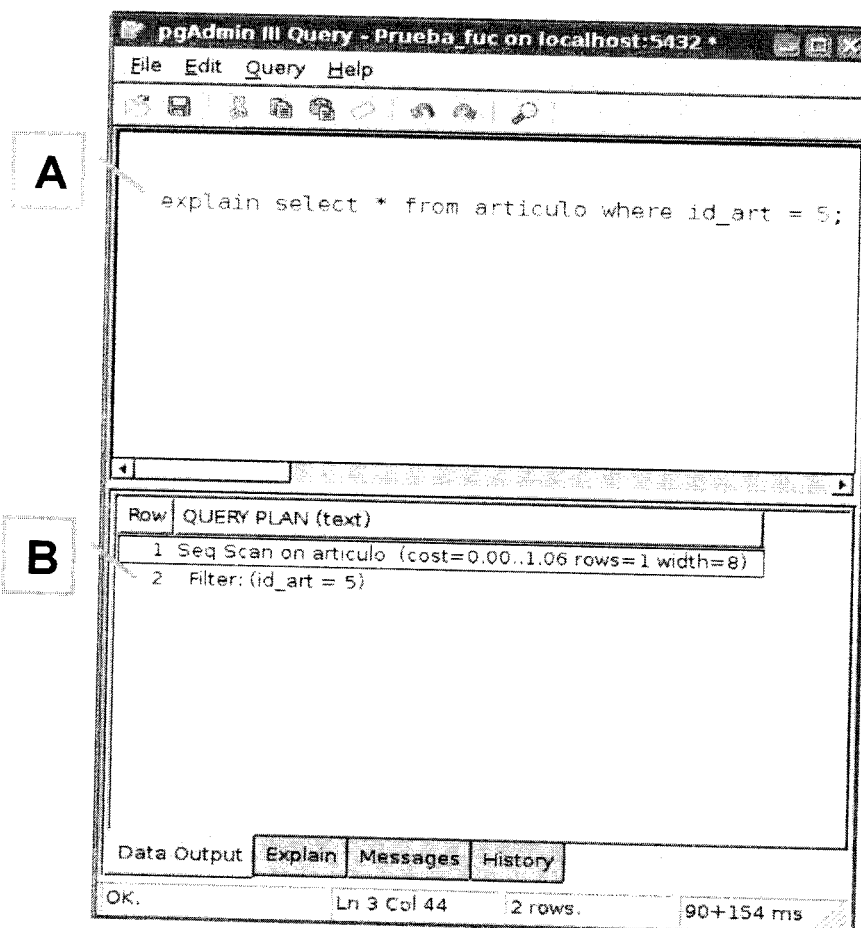 pgAdmin III Query - Prueba_fuc on localhost:5432 *
File Edit Query Help
A
explain select * from articulo where id_art = 5;
B
Row QUERY PLAN (text)
1 Seq Scan on articulo (cost=0.00..1.06 rows=1 width=8)
2 Filter: (id_art = 5)
Data Output Explain Messages History
OK. Ln 3 Col 44 2 rows. 90+154 ms